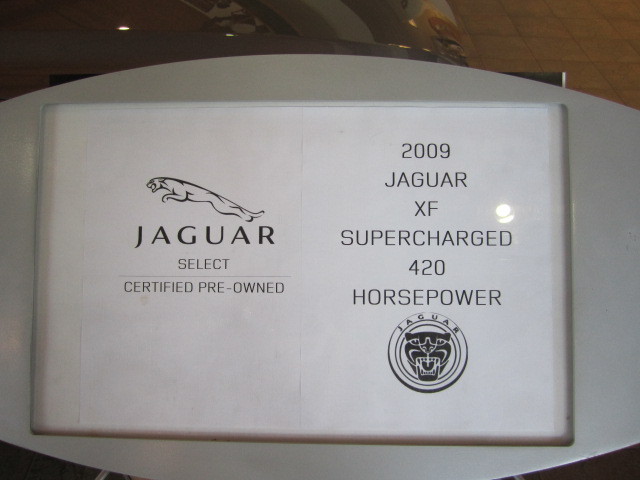 JAGUAR
SELECT
CERTIFIED PRE-OWNED
2009
JAGUAR
XF
SUPERCHARGED
420
HORSEPOWER
JAGUAR